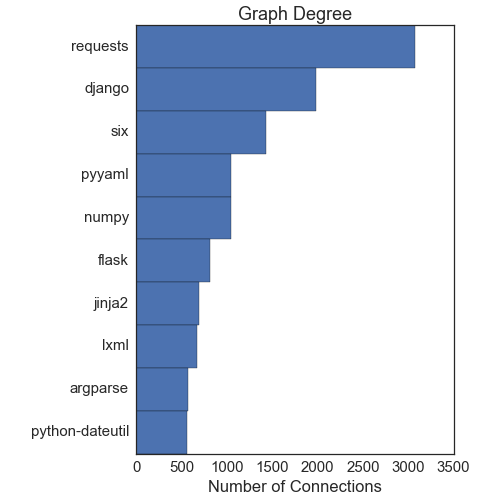 Graph Degree
requests
django
six
pyyaml
numpy
flask
jinja2
lxml
argparse
python-dateutil
0 500 1000 1500 2000 2500 3000 3500
Number of Connections